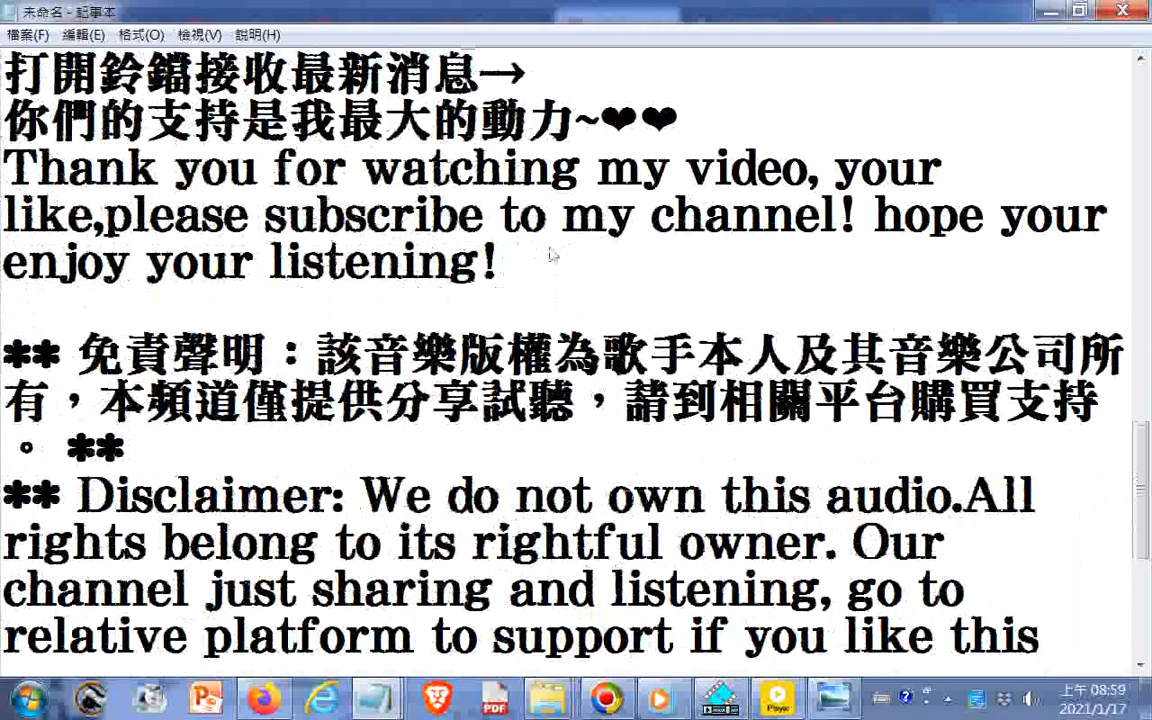 未命名 - 記事本
檔案(F) 編輯(E) 格式(O) 檢視(V) 說明(H)
打開鈴鐺接收最新消息→
你們的支持是我最大的動力~❤❤
Thank you for watching my video, your
like,please subscribe to my channel! hope your
enjoy your listening!
** 免責聲明：該音樂版權為歌手本人及其音樂公司所
有，本頻道僅提供分享試聽，請到相關平台購買支持
。 **
** Disclaimer: We do not own this audio.All
rights belong to its rightful owner. Our
channel just sharing and listening, go to
relative platform to support if you like this
PDF
Player
上午 08:59
2021/1/17